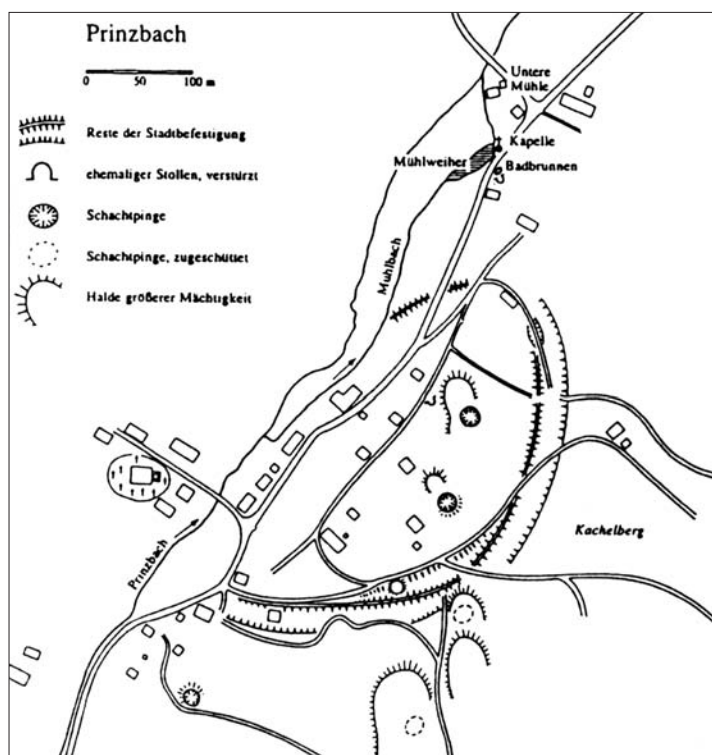 Prinzbach
0 50 100 m
Reste der Stadtbefestigung
ehemaliger Stollen, verstürzt
Schachtpinge
Schachtpinge, zugeschüttet
Halde größerer Mächtigkeit
Untere
Mühle
Kapelle
Mühlweiher
Badbrunnen
Mühlbach
Kachelberg
Prinzbach